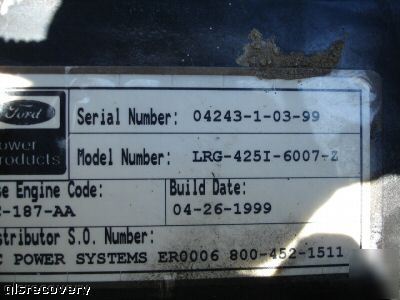 Ford
ower
roducts
Serial Number: 04243-1-03-99
Model Number: LRG-425I-6007-Z
se Engine Code:
-187-AA
Build Date:
04-26-1999
stributor S.O. Number:
C POWER SYSTEMS ER0006 800-452-1511
glsrecovery